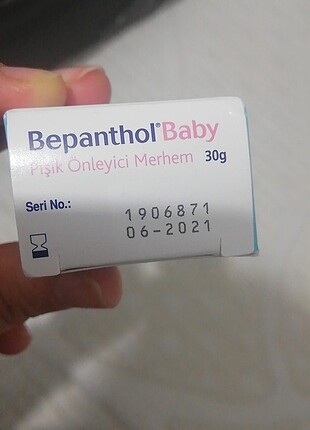 Bepanthol® Baby
Pişik Önleyici Merhem 30g
Seri No.:
1906871
06-2021